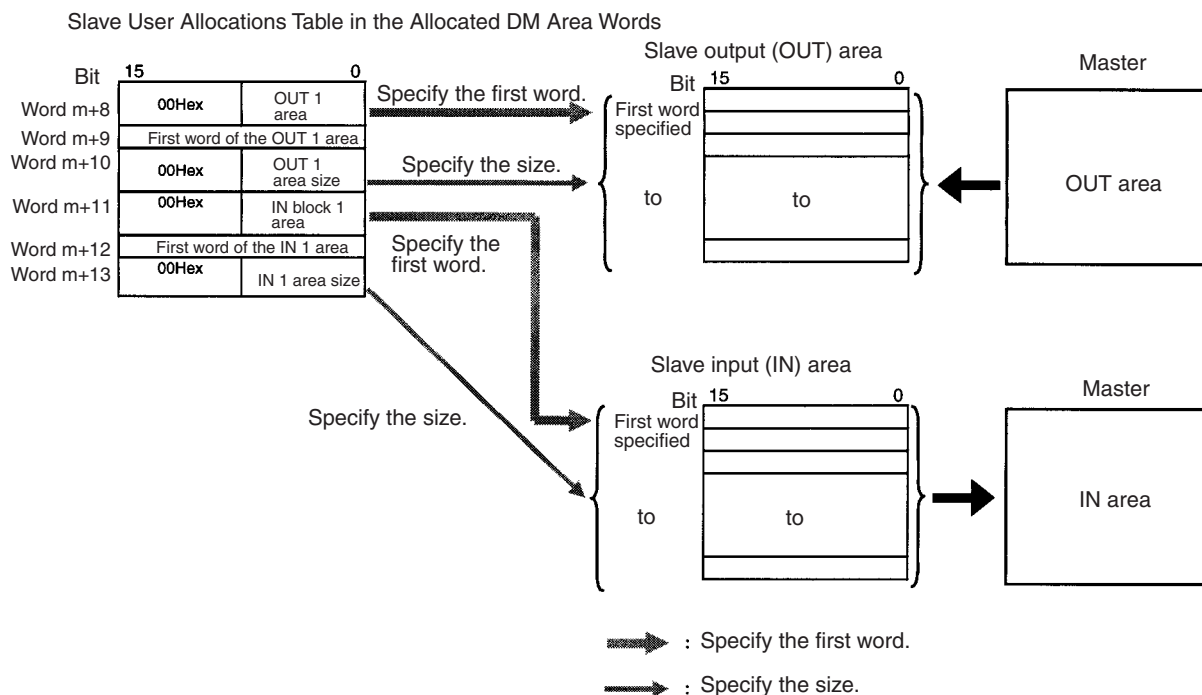 Slave User Allocations Table in the Allocated DM Area Words
Bit 15 0
Word m+8 00Hex OUT 1
area
Word m+9 First word of the OUT 1 area
Word m+10 00Hex OUT 1
area size
Word m+11 00Hex IN block 1
area
Word m+12 First word of the IN 1 area
Word m+13 00Hex IN 1 area size
Specify the first word.
Specify the size.
Specify the
first word.
Specify the size.
Slave output (OUT) area
Bit 15 0
First word
specified
to to
Master
OUT area
Slave input (IN) area
Bit 15 0
First word
specified
to to
Master
IN area
: Specify the first word.
: Specify the size.